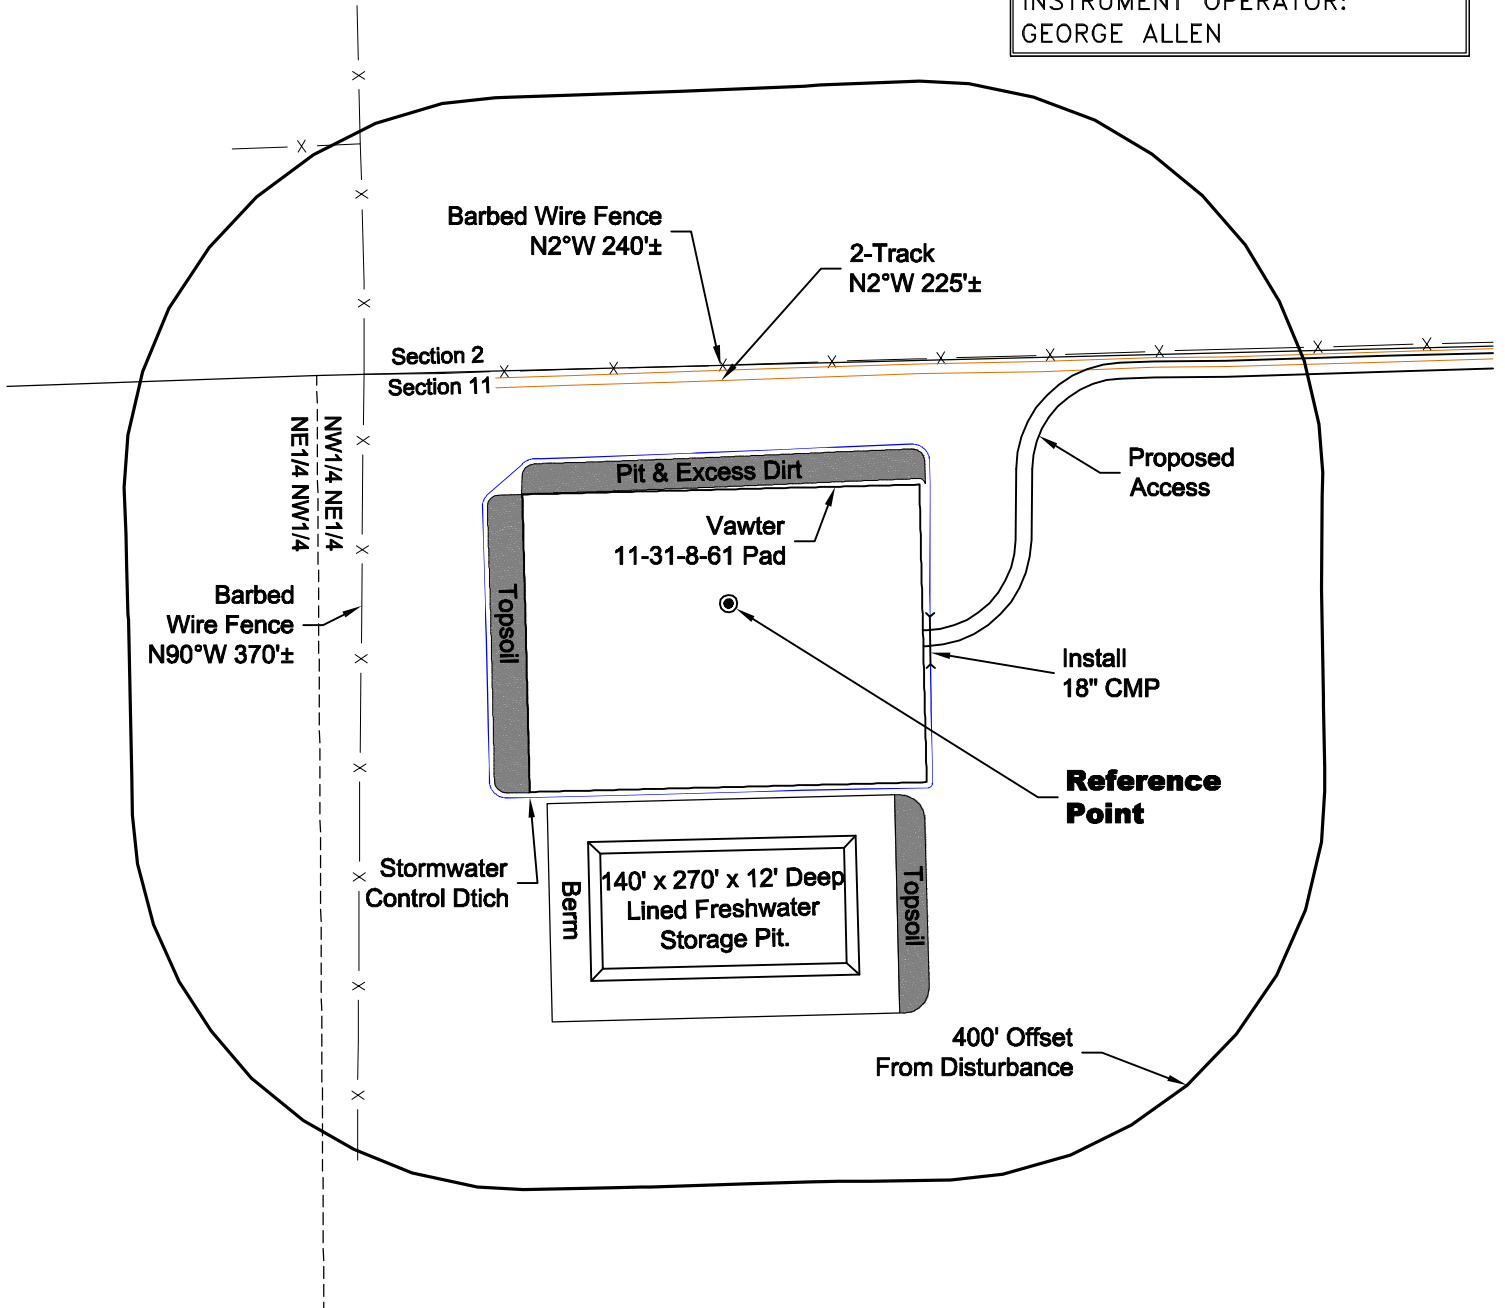 INSTRUMENT OPERATOR:
GEORGE ALLEN
Barbed Wire Fence
N2°W 240'±
2-Track
N2°W 225'±
Section 2
Section 11
NW1/4 NE1/4
NE1/4 NW1/4
Pit & Excess Dirt
Proposed
Access
Vawter
11-31-8-61 Pad
Topsoil
Barbed
Wire Fence
N90°W 370'±
Install
18" CMP
Reference
Point
Stormwater
Control Dtich
Berm
140' x 270' x 12' Deep
Lined Freshwater
Storage Pit.
Topsoil
400' Offset
From Disturbance